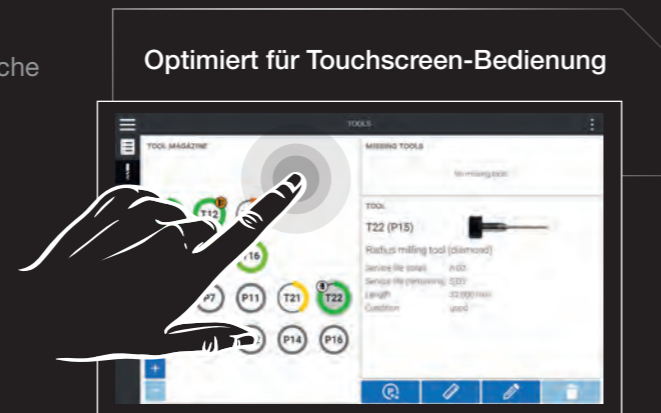 che
Optimiert für Touchscreen-Bedienung
TOOLS
TOOL MAGAZINE
MISSING TOOLS
No missing tools
T12
TOOL
T22 (P15)
Radius milling tool (diamond)
T16
Service life (total)
Service life (remaining)
P7 P11 T21 T22
Length
Condition used
P14 P16
+